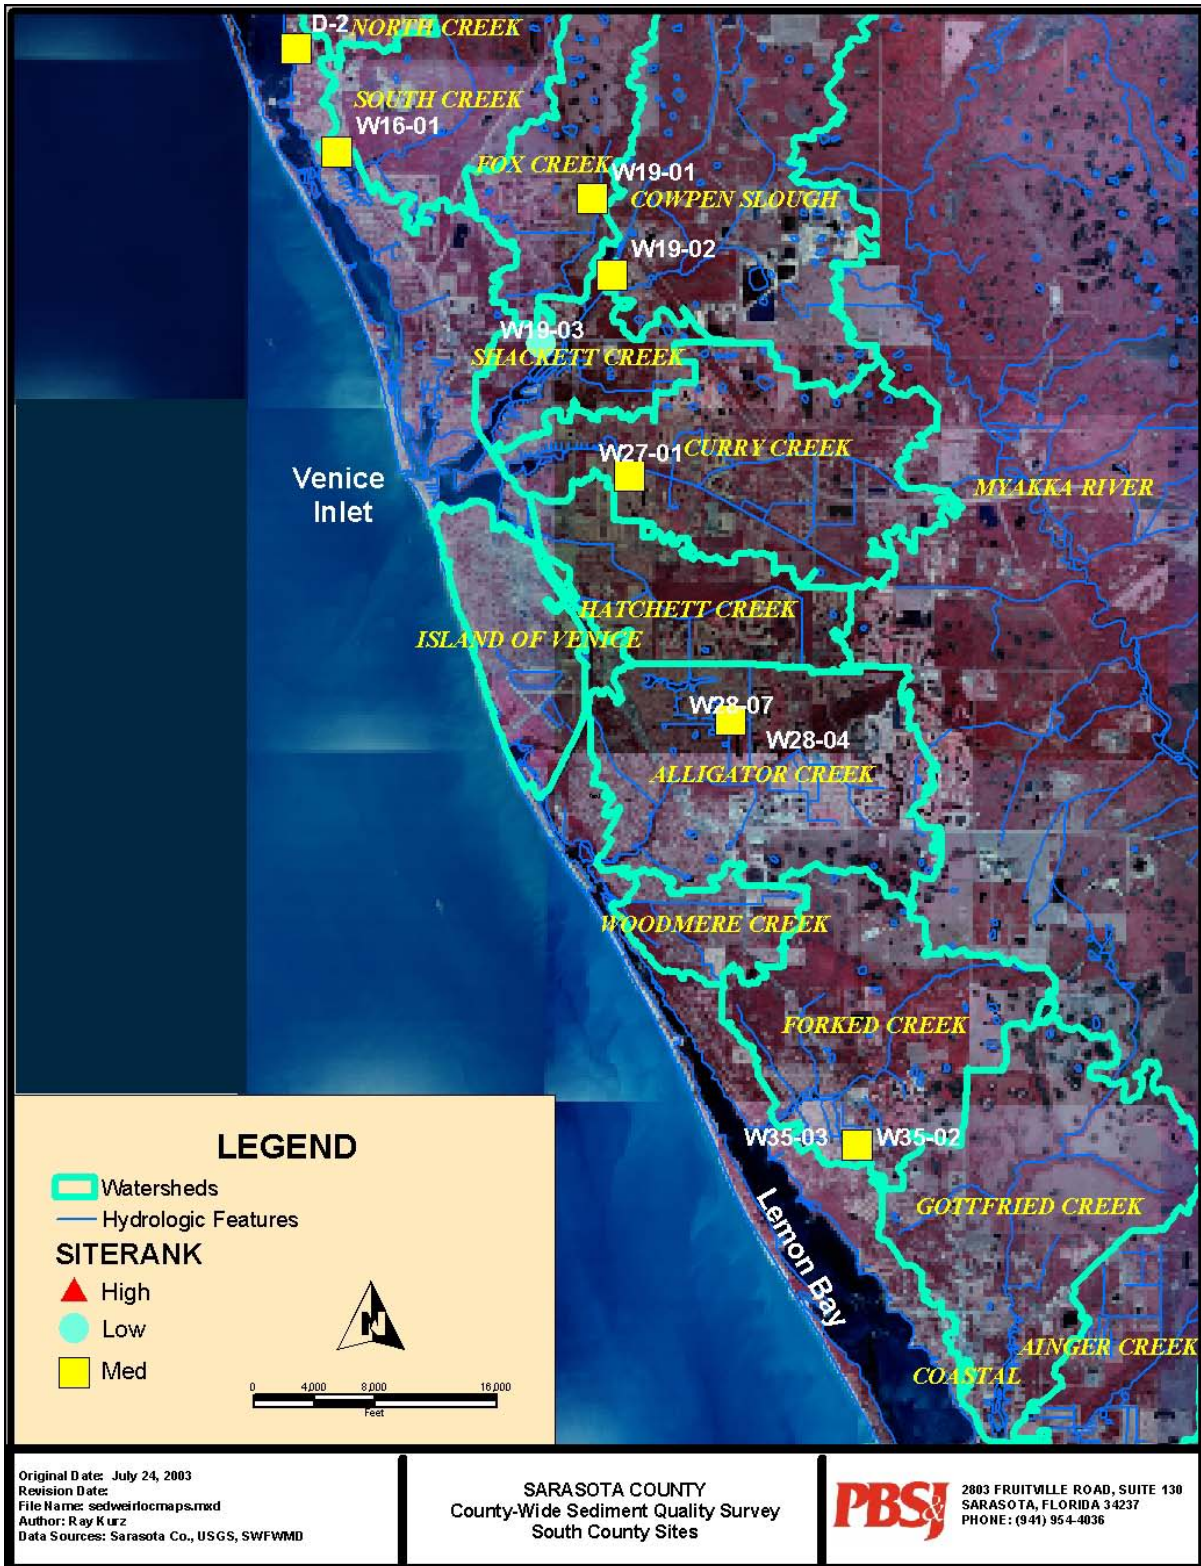 D-2
NORTH CREEK
SOUTH CREEK
W16-01
FOX CREEK
W19-01
COWPEN SLOUGH
W19-02
W19-03
SHACKETT CREEK
W27-01
CURRY CREEK
Venice
Inlet
MYAKKA RIVER
HATCHETT CREEK
ISLAND OF VENICE
W28-07
W28-04
ALLIGATOR CREEK
WOODMERE CREEK
FORKED CREEK
W35-03
W35-02
Lemon Bay
GOTTFRIED CREEK
AINGER CREEK
COASTAL
LEGEND
Watersheds
Hydrologic Features
SITERANK
High
Low
Med
N
0 4,000 8,000 16,000
Feet
Original Date: July 24, 2003
Revision Date:
File Name: sedweirlocmaps.mxd
Author: Ray Kurz
Data Sources: Sarasota Co., USGS, SWFWMD
SARASOTA COUNTY
County-Wide Sediment Quality Survey
South County Sites
PBS&J
2803 FRUITVILLE ROAD, SUITE 130
SARASOTA, FLORIDA 34237
PHONE: (941) 954-4036